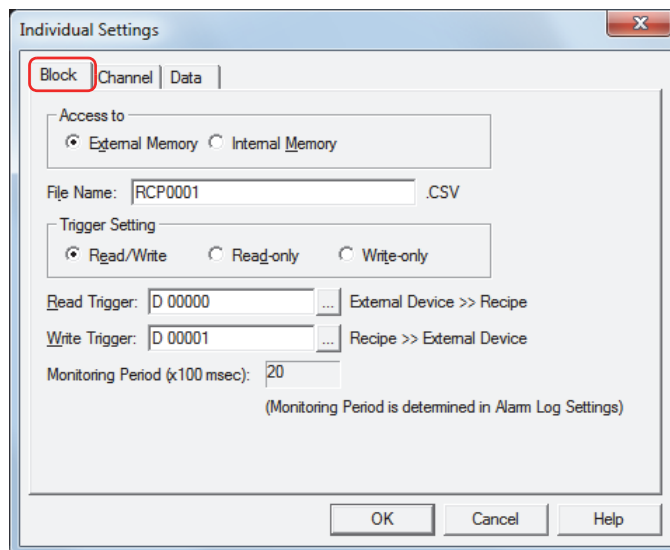 Individual Settings
Block Channel Data
Access to
External Memory Internal Memory
File Name: RCP0001 .CSV
Trigger Setting
Read/Write Read-only Write-only
Read Trigger: D 00000 ... External Device >> Recipe
Write Trigger: D 00001 ... Recipe >> External Device
Monitoring Period (x100 msec): 20
(Monitoring Period is determined in Alarm Log Settings)
OK Cancel Help